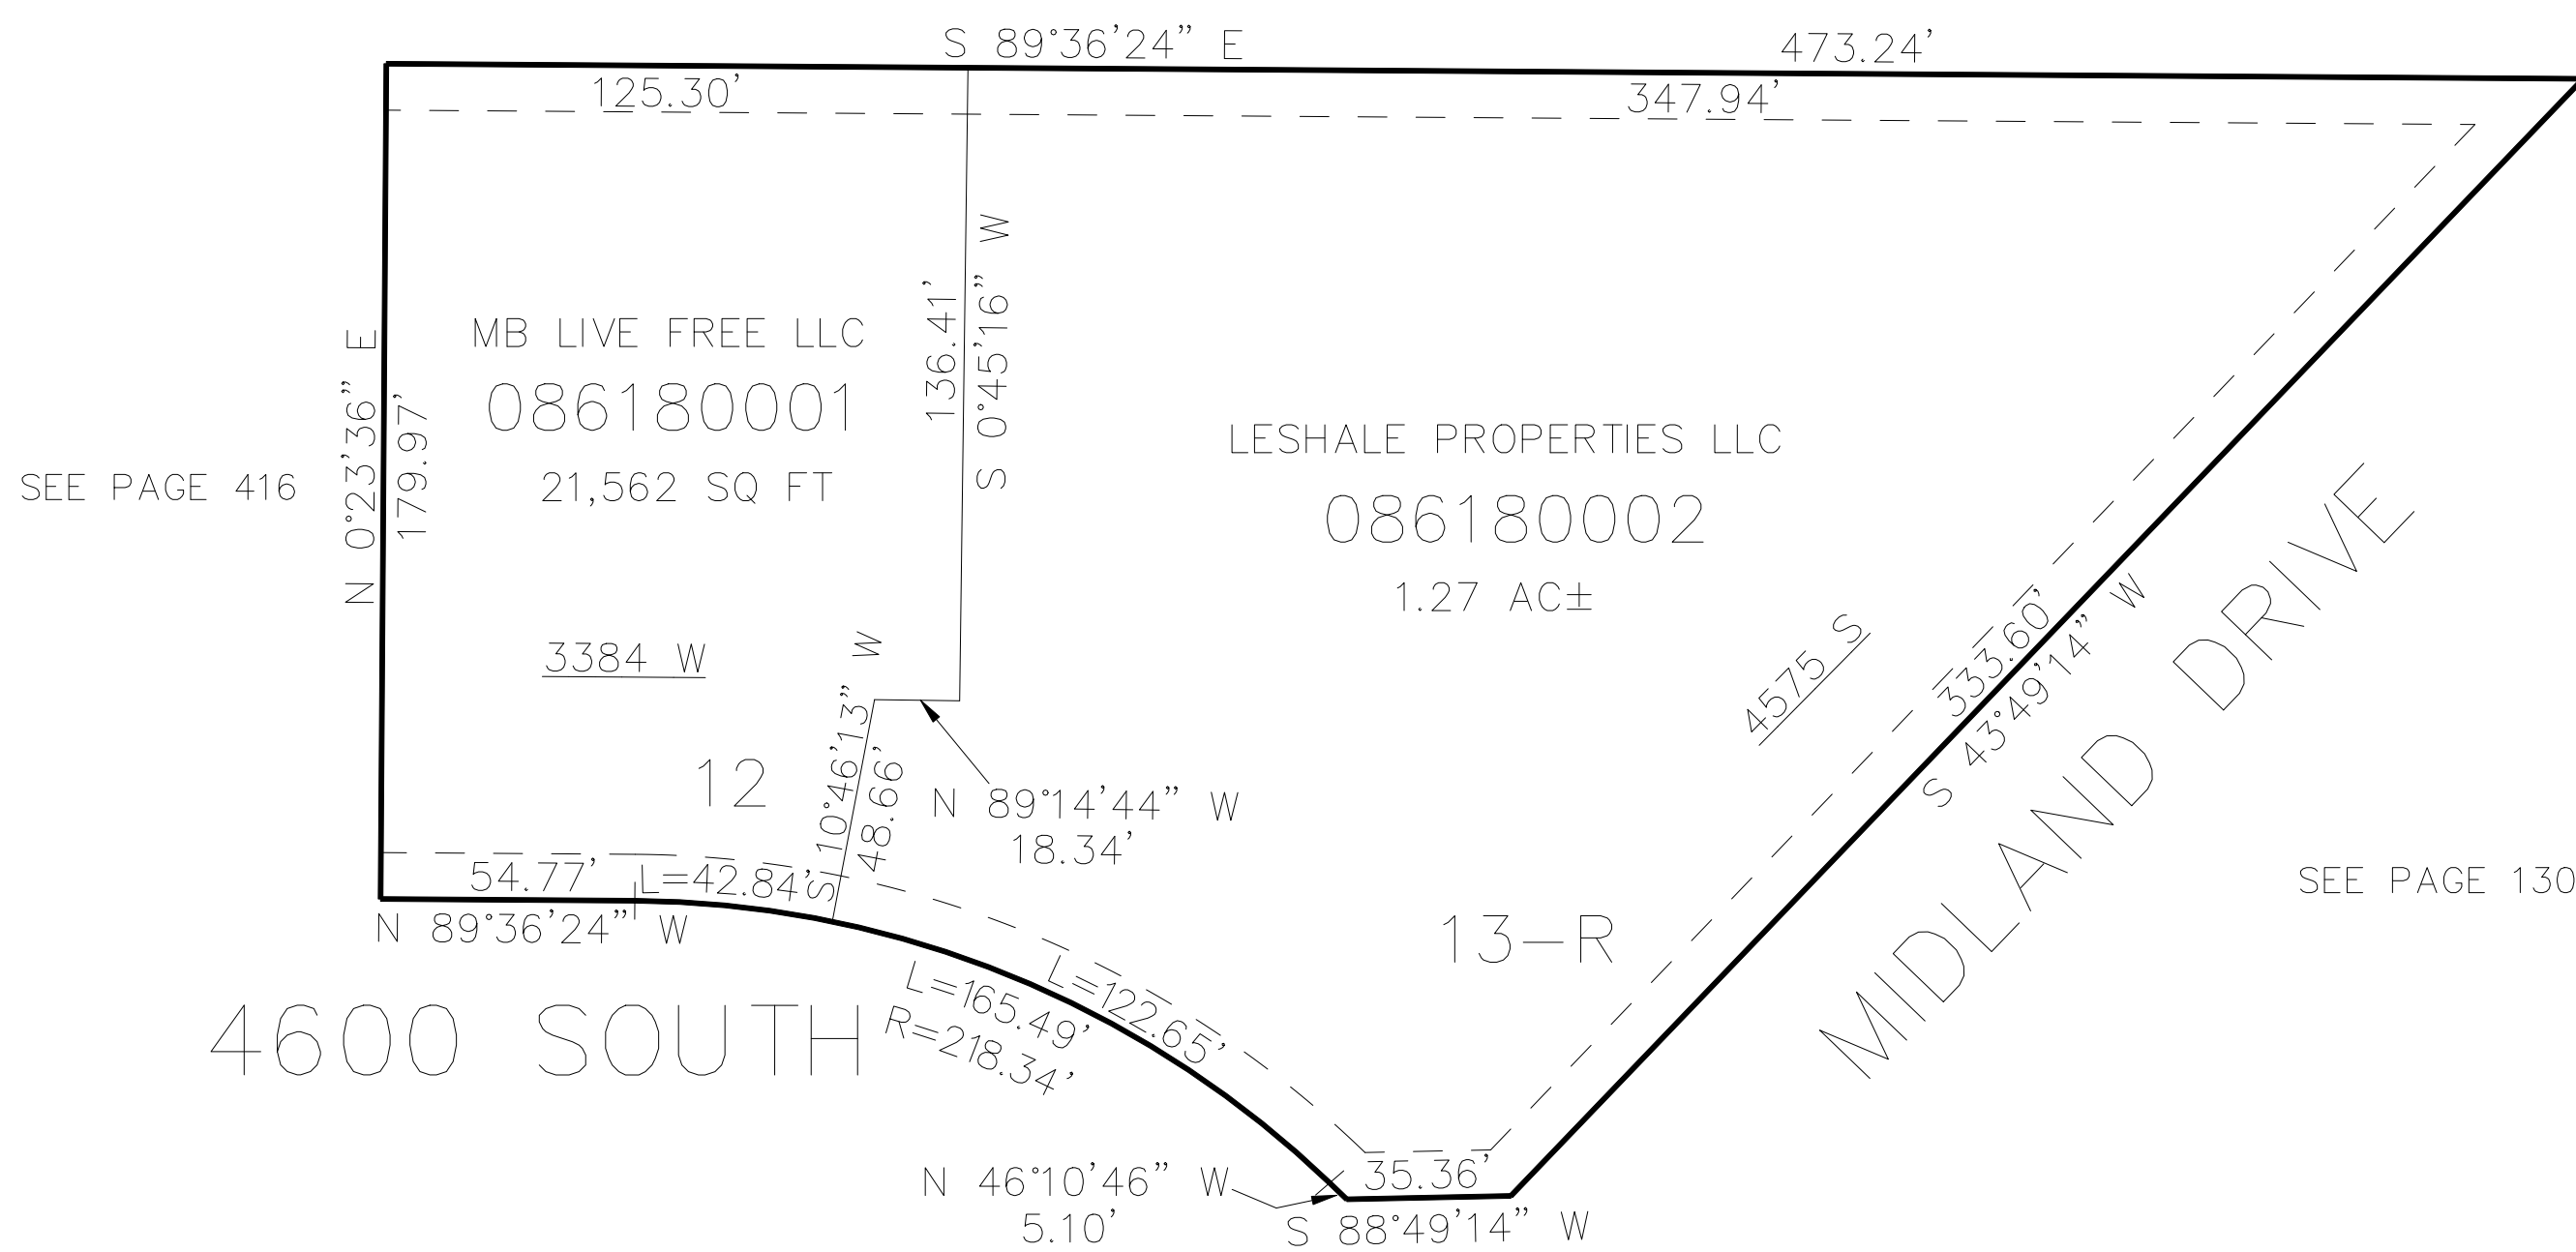 S 89°36'24" E
473.24'
125.30'
347.94'
N 0°23'36" E
179.97'
136.41'
S 0°45'16" W
MB LIVE FREE LLC
086180001
21,562 SQ FT
LESHALE PROPERTIES LLC
086180002
1.27 AC±
SEE PAGE 416
3384 W
4575 S
333.60'
S 43°49'14" W
MIDLAND DRIVE
12
S 10°46'13" W
48.66'
N 89°14'44" W
18.34'
SEE PAGE 130
54.77'
L=42.84'
N 89°36'24" W
13-R
4600 SOUTH
L=165.49'
R=218.34'
L=122.65'
N 46°10'46" W
5.10'
35.36'
S 88°49'14" W